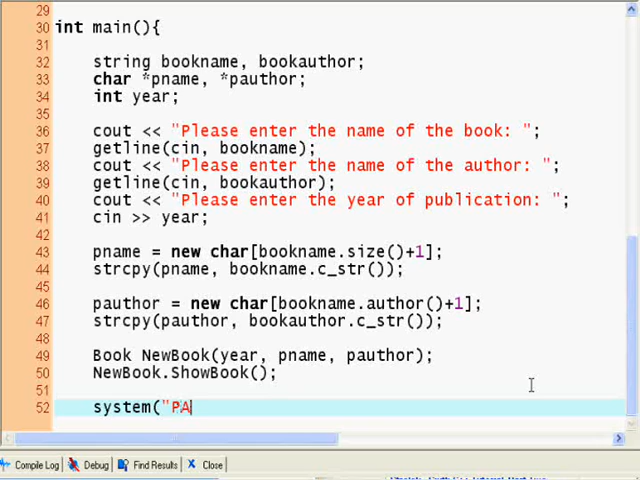 29
30 int main(){
31
32 string bookname, bookauthor;
33 char *pname, *pauthor;
34 int year;
35
36 cout << "Please enter the name of the book: ";
37 getline(cin, bookname);
38 cout << "Please enter the name of the author: ";
39 getline(cin, bookauthor);
40 cout << "Please enter the year of publication: ";
41 cin >> year;
42
43 pname = new char[bookname.size()+1];
44 strcpy(pname, bookname.c_str());
45
46 pauthor = new char[bookname.author()+1];
47 strcpy(pauthor, bookauthor.c_str());
48
49 Book NewBook(year, pname, pauthor);
50 NewBook.ShowBook();
51
52 system("PA
Compile Log Debug Find Results Close